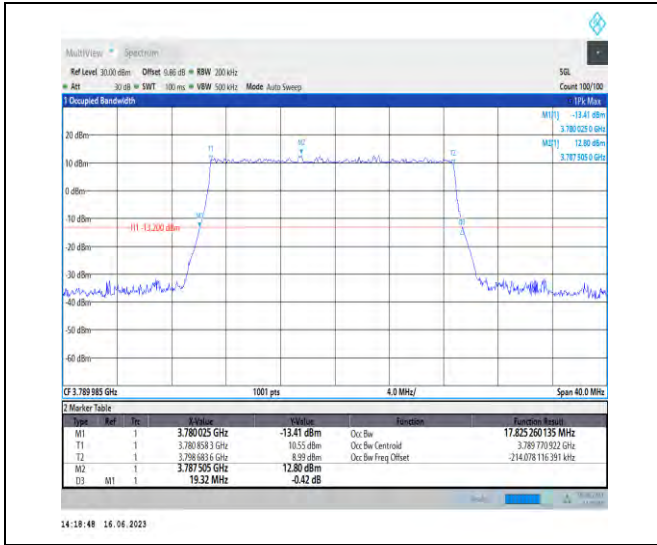 MultiView Spectrum
Ref Level 30.00 dBm Offset 0.86 dB RBW 200 kHz SGL
Att 30 dB SWT 100 ms VBW 500 kHz Mode Auto Sweep Count 100/100
1 Occupied Bandwidth 1Pk Max
M1[1] -13.41 dBm
3.780 025 0 GHz
M2[1] 12.80 dBm
3.787 505 0 GHz
20 dBm
T1 M2 T2
10 dBm
0 dBm
-10 dBm
M1 D3
H1 -13.200 dBm
-20 dBm
-30 dBm
-40 dBm
-50 dBm
-60 dBm
CF 3.789 985 GHz 1001 pts 4.0 MHz/ Span 40.0 MHz
2 Marker Table
Type Ref Trc X-Value Y-Value Function Function Result
M1 1 3.780 025 GHz -13.41 dBm Occ Bw 17.825 260 135 MHz
T1 1 3.780 858 3 GHz 10.55 dBm Occ Bw Centroid 3.789 770 922 GHz
T2 1 3.798 683 6 GHz 8.99 dBm Occ Bw Freq Offset -214.078 116 391 kHz
M2 1 3.787 505 GHz 12.80 dBm
D3 M1 1 19.32 MHz -0.42 dB
14:18:48 16.06.2023